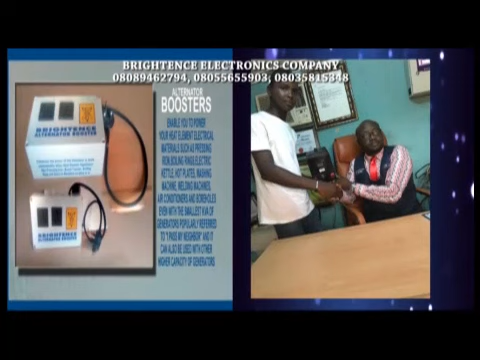 BRIGHTENCE ELECTRONICS COMPANY
08089462794, 08055655903, 08035815348
ALTERNATOR
BOOSTERS
ENABLE YOU TO POWER
YOUR HEAT ELEMENT ELECTRICAL
MATERIALS SUCH AS PRESSING
IRON, BOILING RINGS, ELECTRIC
KETTLE, HOT PLATES, WASHING
MACHINE, WELDING MACHINES,
AIR CONDITIONERS AND BOREHOLES
EVEN WITH THE SMALLEST KVA OF
GENERATORS POPULARLY REFERRED
TO "I PASS MY NEIGHBOR" AND IT
CAN ALSO BE USED WITH OTHER
HIGHER CAPACITY OF GENERATORS
BRIGHTENCE
ALTERNATOR BOOSTER
BRIGHTENCE
ALTERNATOR BOOSTER